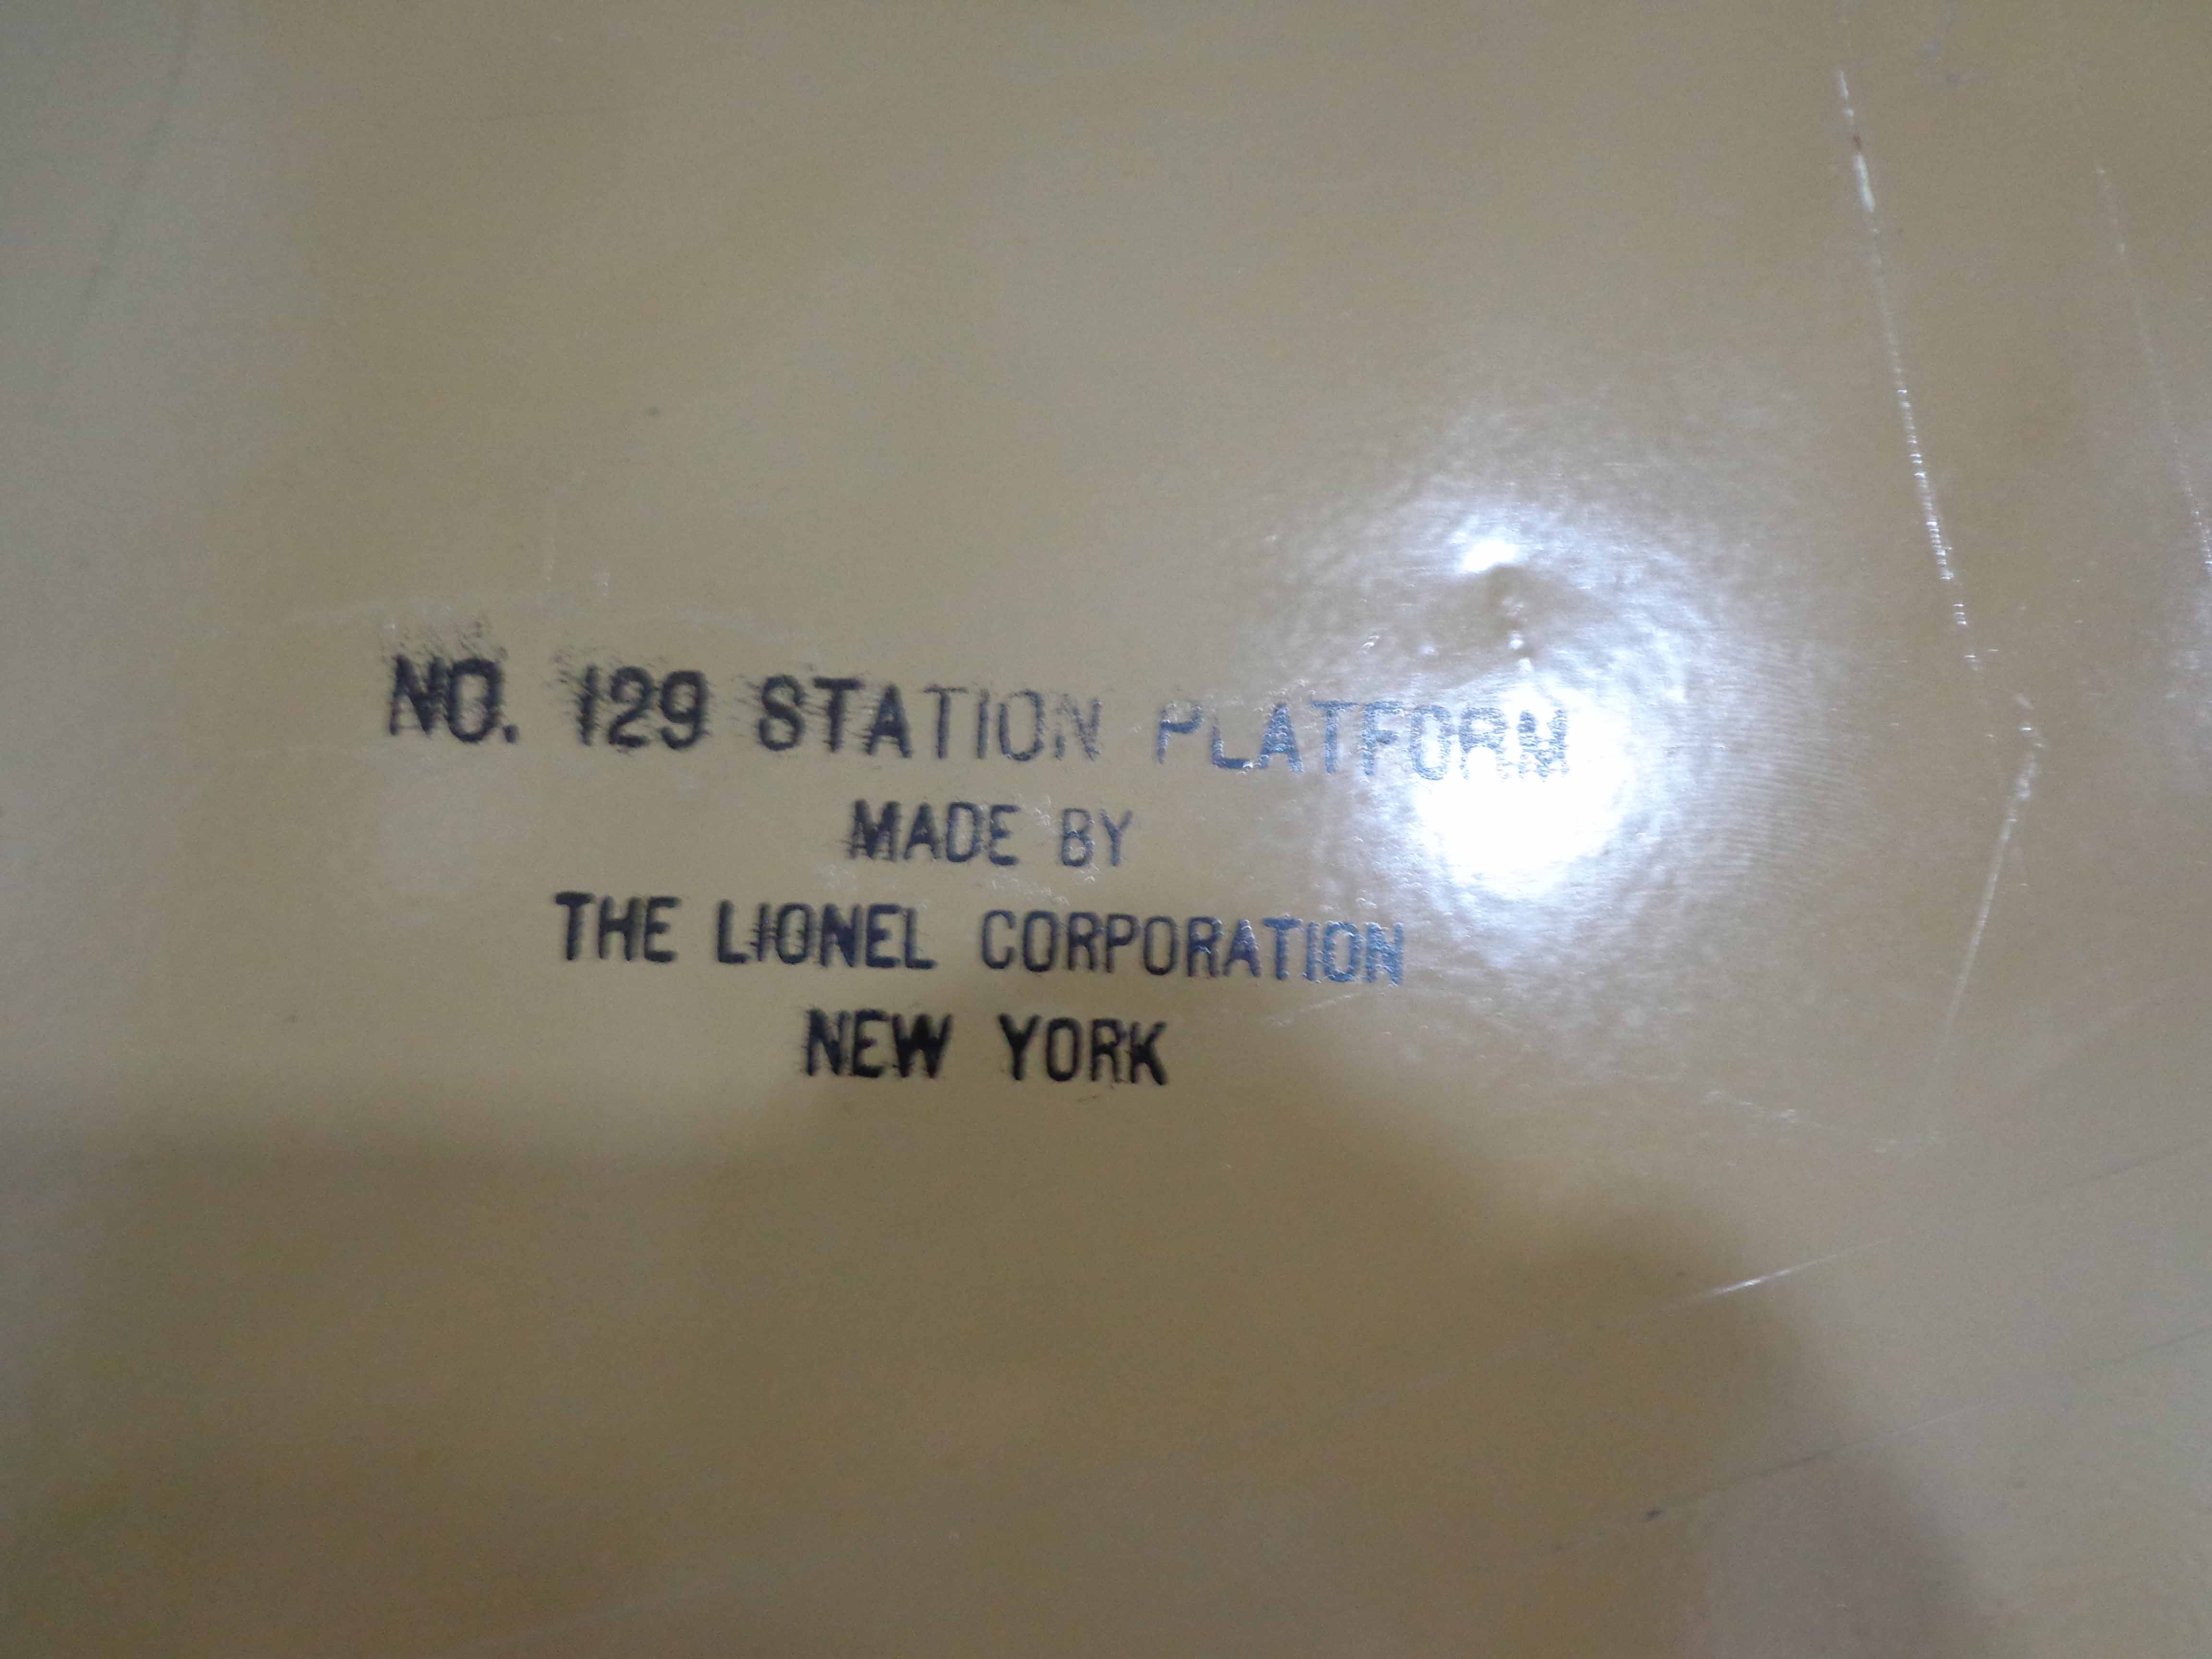 NO. 129 STATION PLATFORM
MADE BY
THE LIONEL CORPORATION
NEW YORK